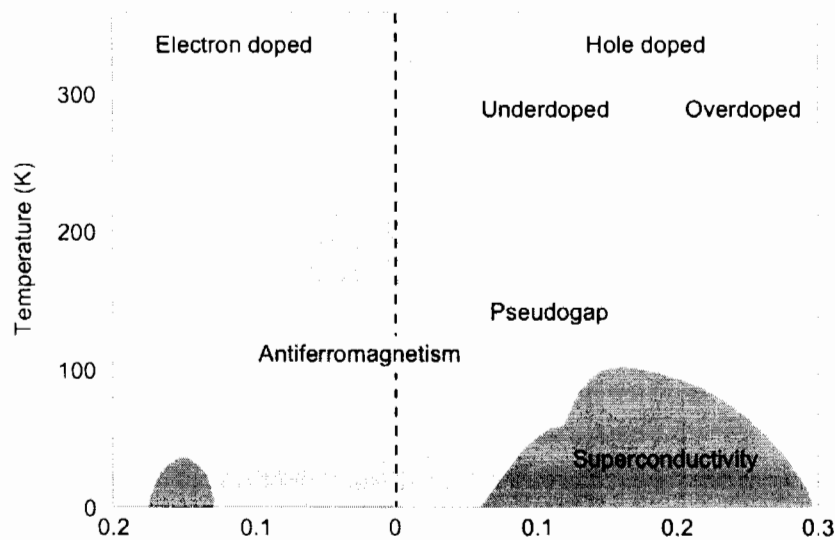 Electron doped
Hole doped
300
Underdoped
Overdoped
Temperature (K)
200
Pseudogap
Antiferromagnetism
100
Superconductivity
0
0.2
0.1
0
0.1
0.2
0.3